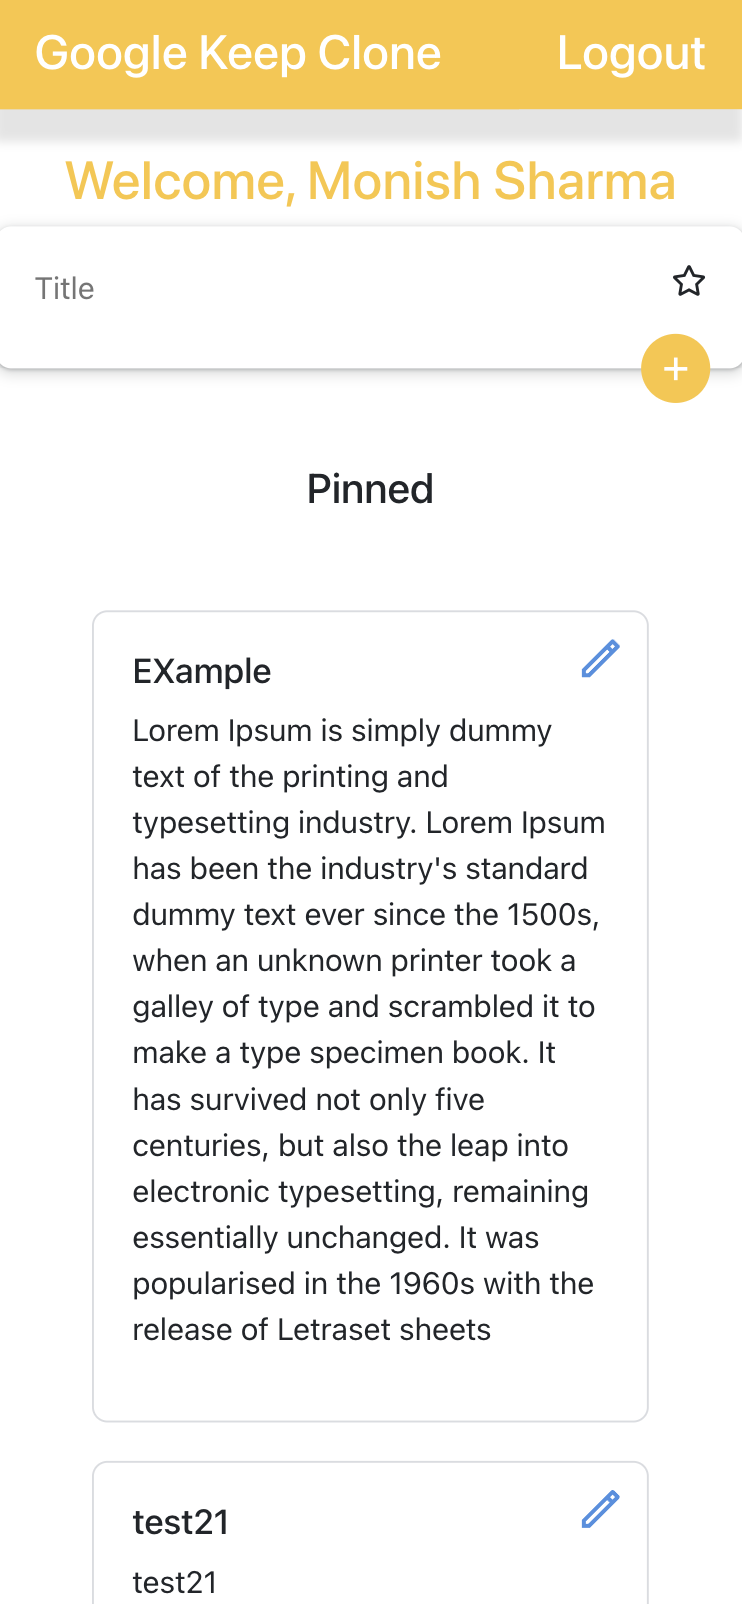 Google Keep Clone Logout
Welcome, Monish Sharma
Title
+
Pinned
EXample
Lorem Ipsum is simply dummy
text of the printing and
typesetting industry. Lorem Ipsum
has been the industry's standard
dummy text ever since the 1500s,
when an unknown printer took a
galley of type and scrambled it to
make a type specimen book. It
has survived not only five
centuries, but also the leap into
electronic typesetting, remaining
essentially unchanged. It was
popularised in the 1960s with the
release of Letraset sheets
test21
test21